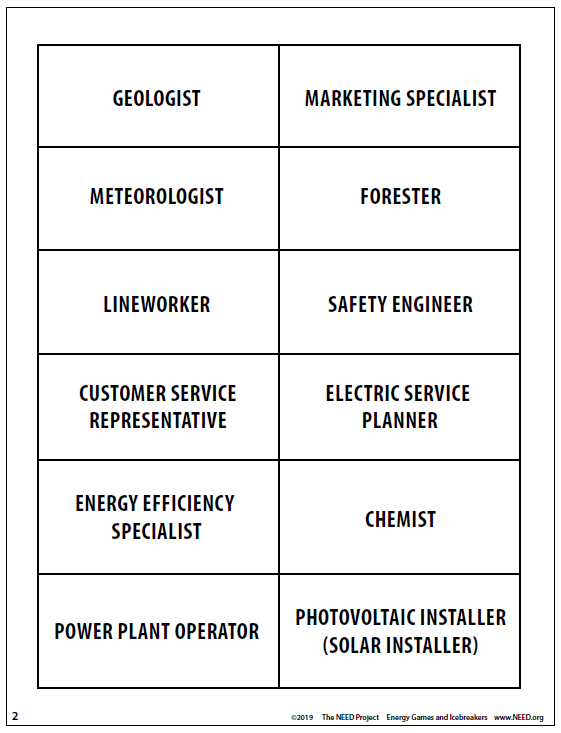 GEOLOGIST
MARKETING SPECIALIST
METEOROLOGIST
FORESTER
LINEWORKER
SAFETY ENGINEER
CUSTOMER SERVICE
REPRESENTATIVE
ELECTRIC SERVICE
PLANNER
ENERGY EFFICIENCY
SPECIALIST
CHEMIST
POWER PLANT OPERATOR
PHOTOVOLTAIC INSTALLER
(SOLAR INSTALLER)
2
©2019 The NEED Project Energy Games and Icebreakers www.NEED.org